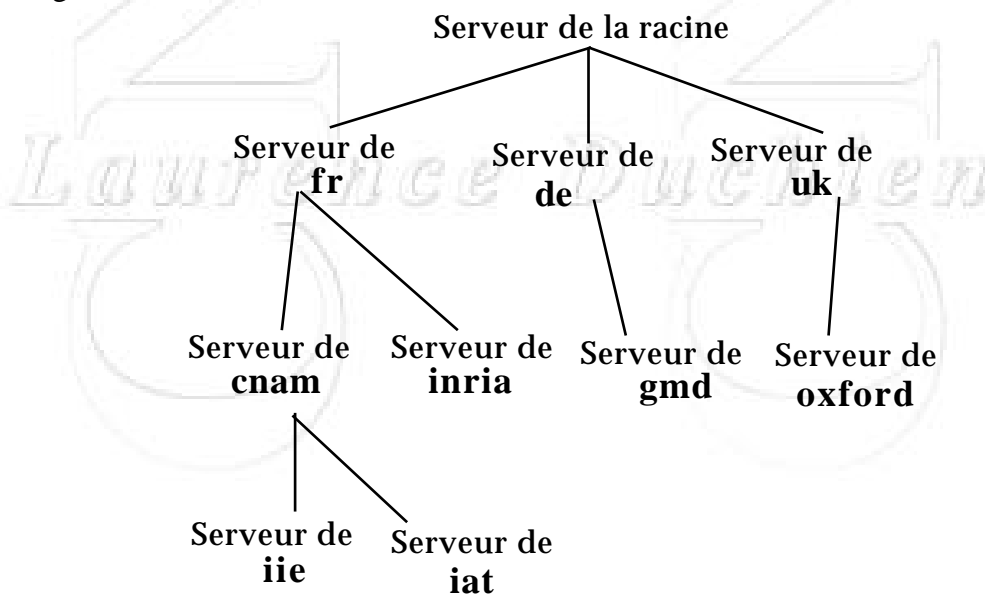 Serveur de la racine
Serveur de
fr
Serveur de
de
Serveur de
uk
Laurence Duchien
Serveur de
cnam
Serveur de
inria
Serveur de
gmd
Serveur de
oxford
Serveur de
iie
Serveur de
iat